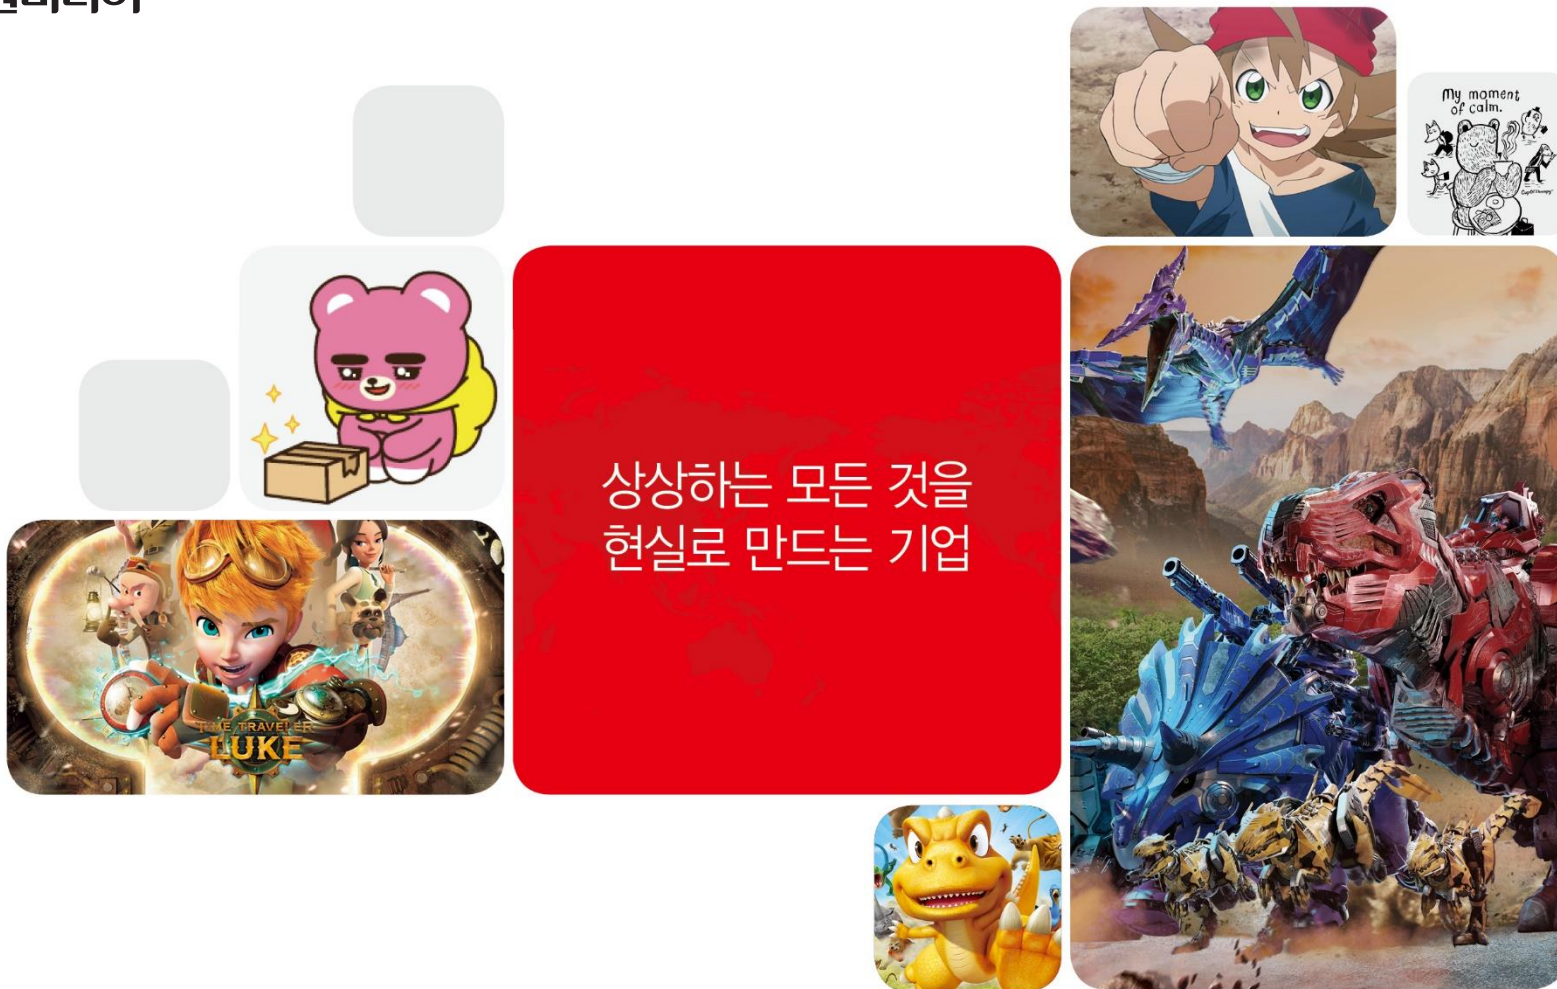 My moment
of calm.
상상하는 모든 것을
현실로 만드는 기업
TIME TRAVELER
LUKE